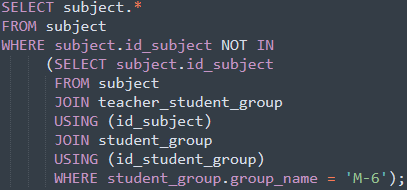 SELECT subject.*
FROM subject
WHERE subject.id_subject NOT IN
(SELECT subject.id_subject
FROM subject
JOIN teacher_student_group
USING (id_subject)
JOIN student_group
USING (id_student_group)
WHERE student_group.group_name = 'M-6');